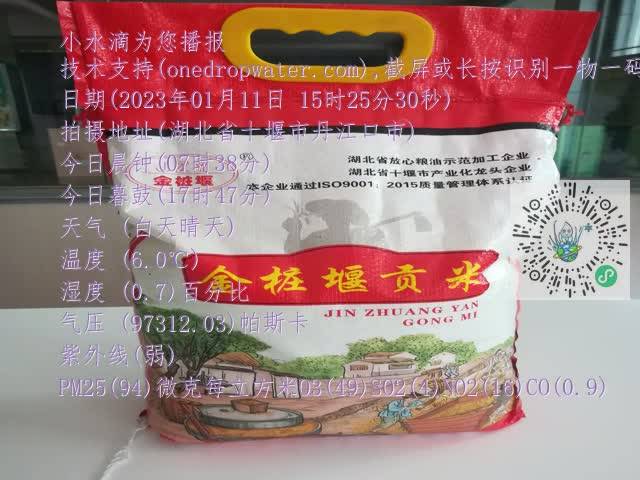 小水滴为您播报
技术支持(onedropwater.com),截屏或长按识别一物一码
日期(2023年01月11日 15时25分30秒)
拍摄地址(湖北省十堰市丹江口市)
今日晨钟(07时38分)
今日暮鼓(17时47分)
天气 (白天晴天)
温度 (6.0℃)
湿度 (0.7)百分比
气压 (97312.03)帕斯卡
紫外线(弱)
PM25(94)微克每立方米O3(49)SO2(4)NO2(16)CO(0.9)
金桩堰®
湖北省放心粮油示范加工企业
湖北省十堰市产业化龙头企业
本企业通过ISO9001:2015质量管理体系认证
金桩堰贡米
JIN ZHUANG YAN
GONG MI